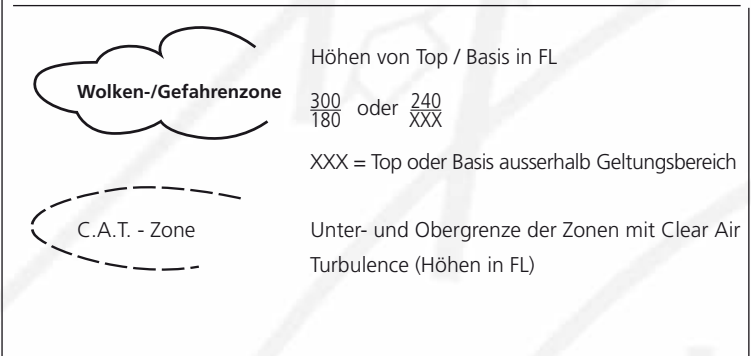 Höhen von Top / Basis in FL
Wolken-/Gefahrenzone
300 oder 240
180 XXX
XXX = Top oder Basis ausserhalb Geltungsbereich
C.A.T. - Zone
Unter- und Obergrenze der Zonen mit Clear Air
Turbulence (Höhen in FL)